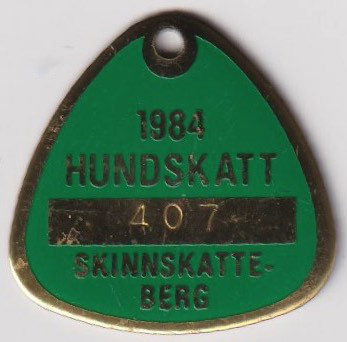 1984
HUNDSKATT
407
SKINNSKATTE-
BERG